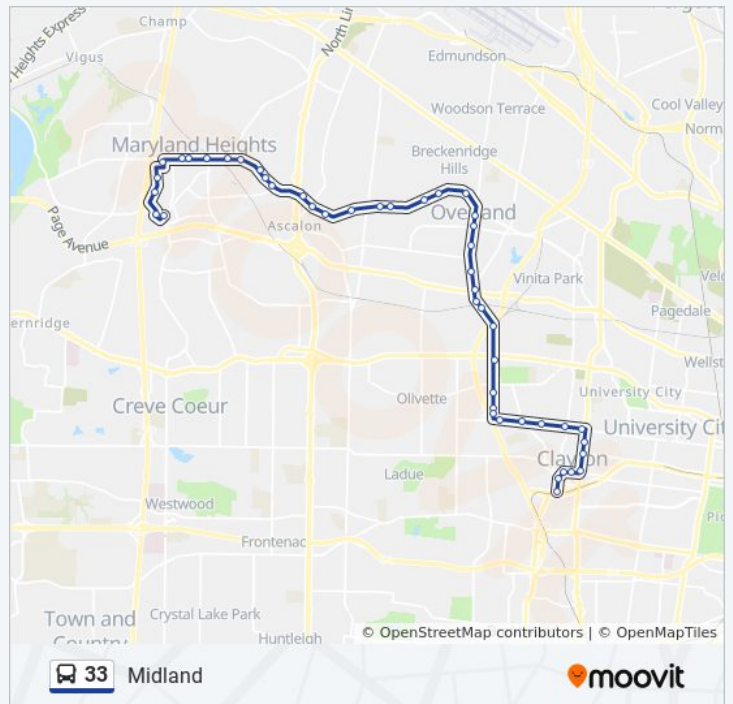 Champ
North Li
Heights Express
Vigus
Edmundson
Woodson Terrace
Cool Valley
Norm
Maryland Heights
Breckenridge
Hills
Overland
Page Avenue
Ascalon
Vinita Park
Veld
Pagedale
ernridge
Wellst
Olivette
University City
Creve Coeur
University Cit
Clayton
Ladue
Westwood
Frontenac
Town and
Country
Crystal Lake Park
Huntleigh
© OpenStreetMap contributors | © OpenMapTiles
33 Midland
moovit